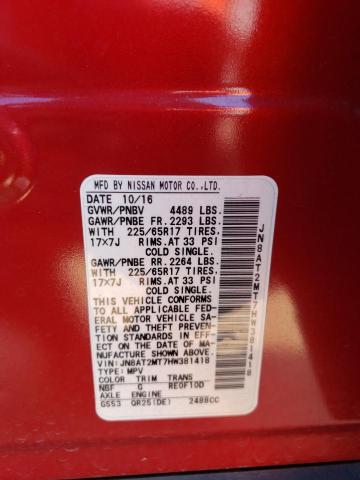 MFD BY NISSAN MOTOR CO.,LTD.
DATE 10/16
GVWR/PNBV 4489 LBS.
GAWR/PNBE FR. 2293 LBS.
WITH 225/65R17 TIRES
17X7J RIMS.AT 33 PSI
COLD SINGLE.
GAWR/PNBE RR. 2264 LBS.
WITH 225/65R17 TIRES
17X7J RIMS.AT 33 PSI
COLD SINGLE.
THIS VEHICLE CONFORMS
TO ALL APPLICABLE FED
ERAL MOTOR VEHICLE SA-
FETY AND THEFT PREVENTION
STANDARDS IN EFF-
ECT ON THE DATE OF MA-
NUFACTURE SHOWN ABOVE.
VIN:JN8AT2MT7HW381418
TYPE:MPV
COLOR TRIM TRANS
NBF G RE0F10D
AXLE ENGINE
GS53 QR25(DE) 2488CC
JN8AT2MT7HW381418